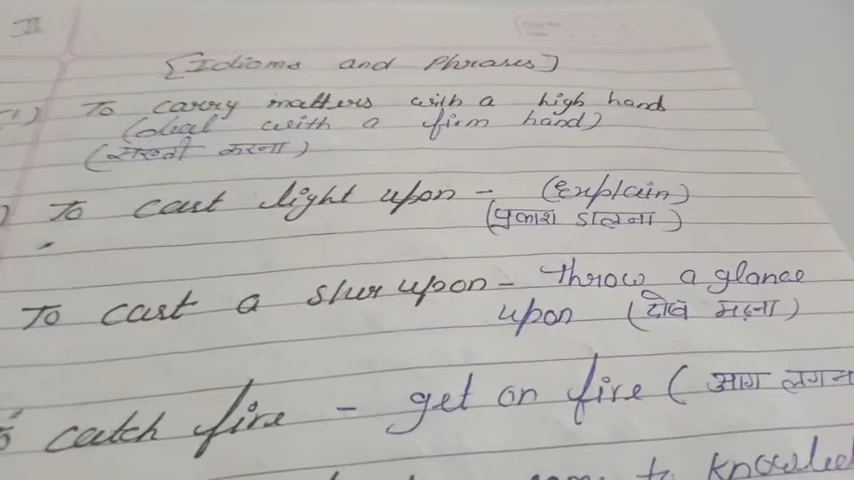 II
{Idioms and Phrases}
(1) To carry matters with a high hand
(deal with a firm hand)
(सख्ती करना)
) To cast light upon - (Explain)
(प्रकाश डालना)
To cast a slur upon - Throw a glance
upon (दोष मढ़ना)
catch fire - get on fire (आग लगन
to knowled